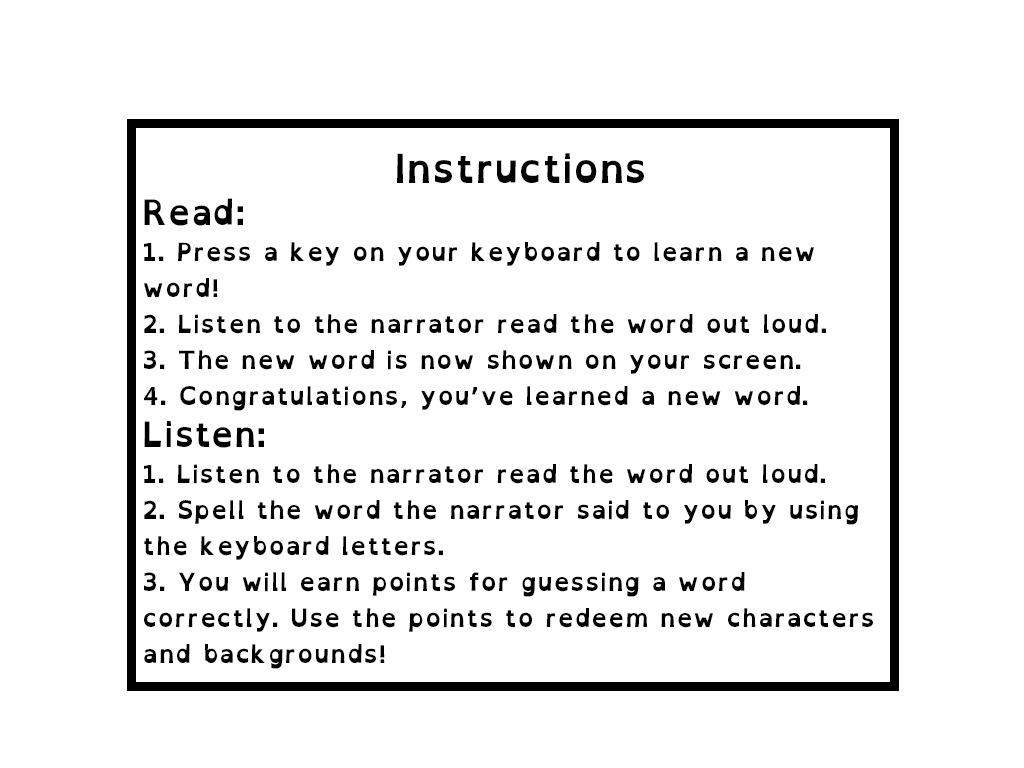 Instructions
Read:
1. Press a key on your keyboard to learn a new
word!
2. Listen to the narrator read the word out loud.
3. The new word is now shown on your screen.
4. Congratulations, you've learned a new word.
Listen:
1. Listen to the narrator read the word out loud.
2. Spell the word the narrator said to you by using
the keyboard letters.
3. You will earn points for guessing a word
correctly. Use the points to redeem new characters
and backgrounds!